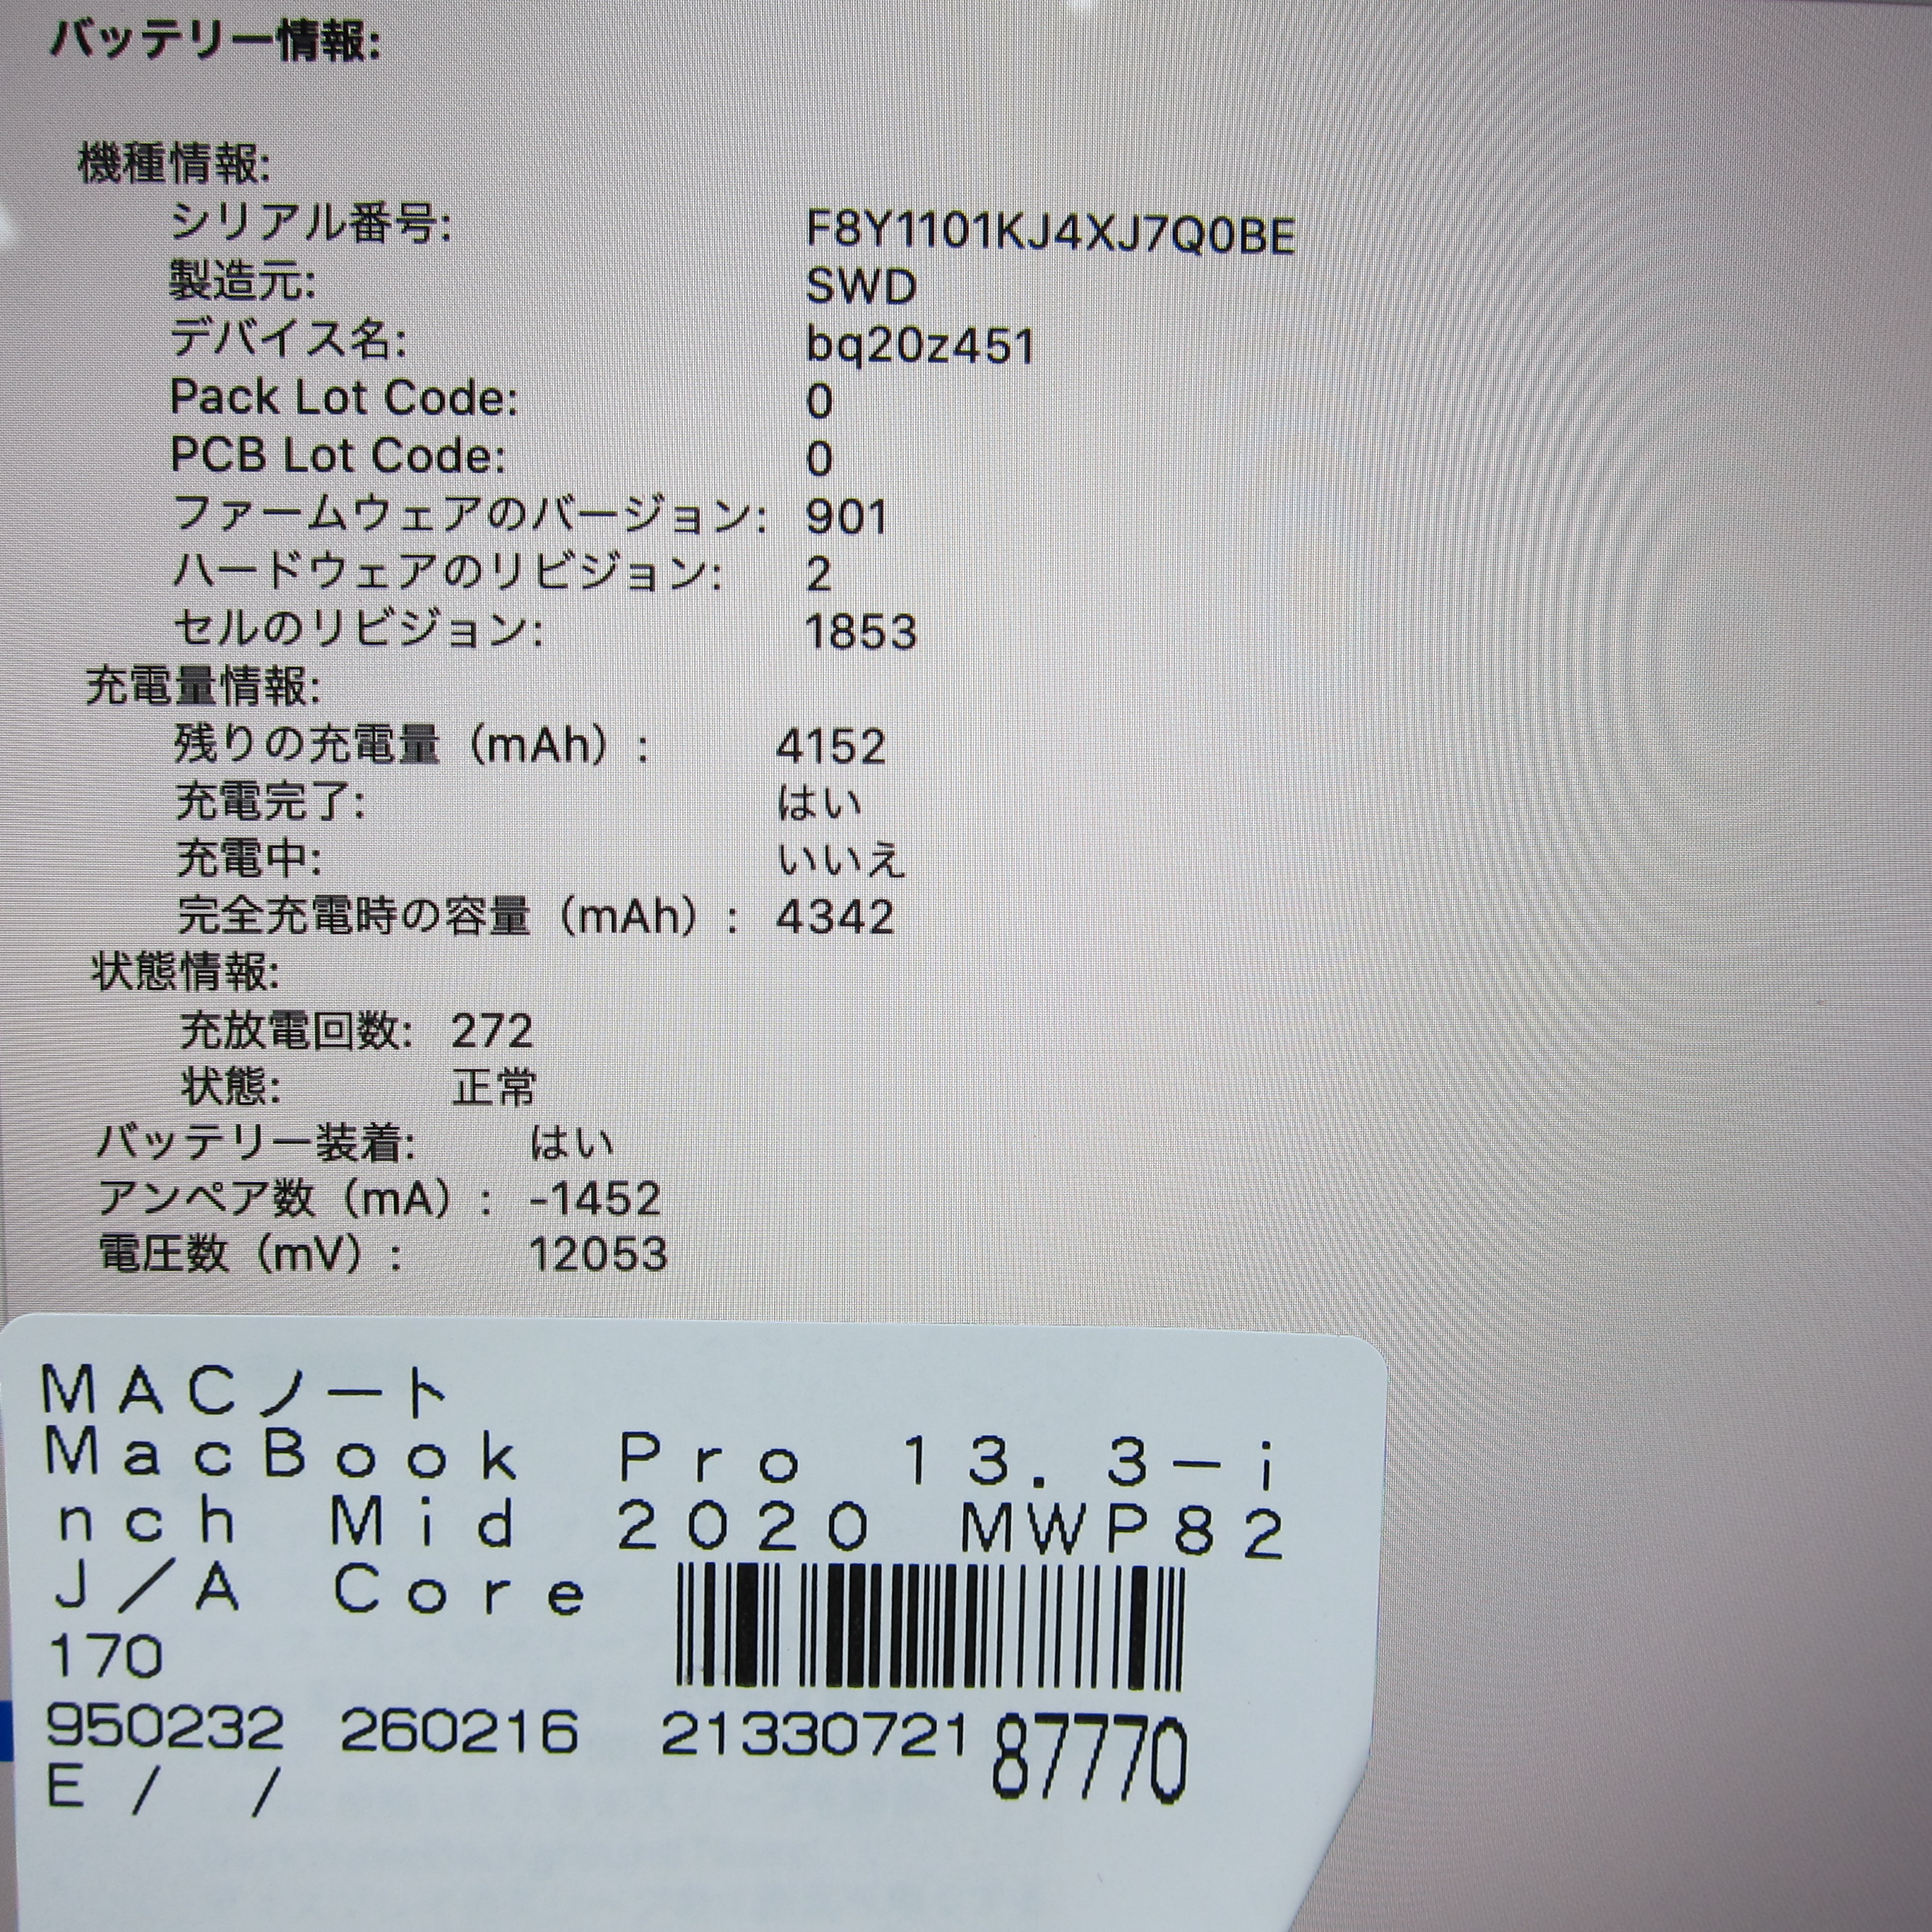 バッテリー情報:
機種情報:
シリアル番号: F8Y1101KJ4XJ7Q0BE
製造元: SWD
デバイス名: bq20z451
Pack Lot Code: 0
PCB Lot Code: 0
ファームウェアのバージョン: 901
ハードウェアのリビジョン: 2
セルのリビジョン: 1853
充電量情報:
残りの充電量（mAh）: 4152
充電完了: はい
充電中: いいえ
完全充電時の容量（mAh）: 4342
状態情報:
充放電回数: 272
状態: 正常
バッテリー装着: はい
アンペア数（mA）: -1452
電圧数（mV）: 12053
ＭＡＣノート
ＭａｃＢｏｏｋ　Ｐｒｏ　１３．３－ｉ
ｎｃｈ　Ｍｉｄ　２０２０　ＭＷＰ８２
Ｊ／Ａ　Ｃｏｒｅ
170
950232 260216 21330721 87770
E / /